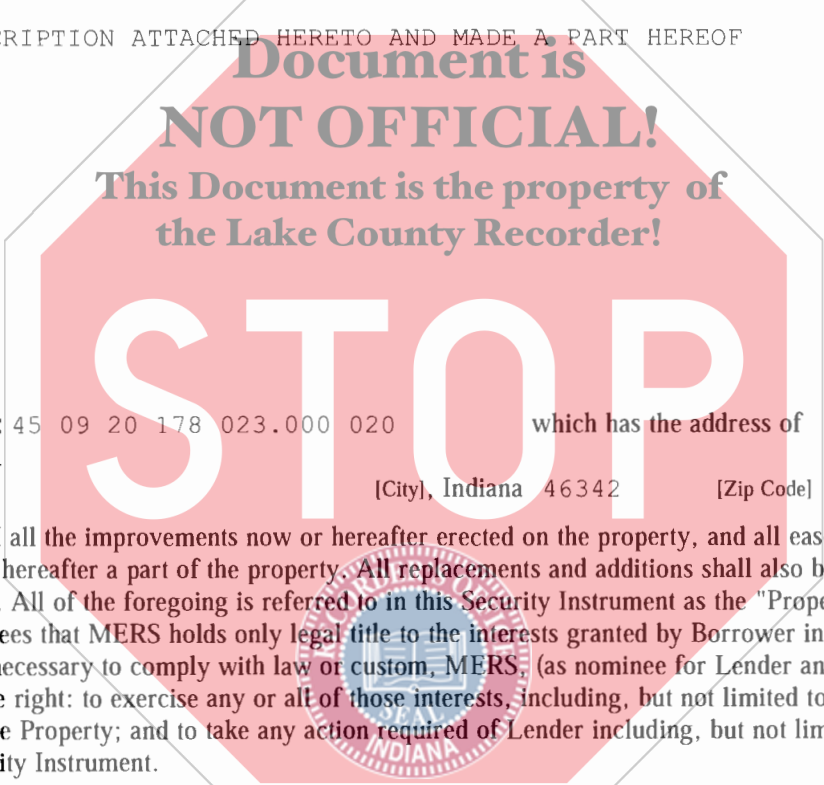 CRIPTION ATTACHED HERETO AND MADE A PART HEREOF
Document is
NOT OFFICIAL!
This Document is the property of
the Lake County Recorder!
STOP
: 45 09 20 178 023.000 020 which has the address of
[City], Indiana 46342 [Zip Code]
all the improvements now or hereafter erected on the property, and all eas
hereafter a part of the property. All replacements and additions shall also b
. All of the foregoing is referred to in this Security Instrument as the "Prope
ees that MERS holds only legal title to the interests granted by Borrower in
necessary to comply with law or custom, MERS, (as nominee for Lender an
e right: to exercise any or all of those interests, including, but not limited to
e Property; and to take any action required of Lender including, but not lim
ity Instrument.
SEAL
INDIANA